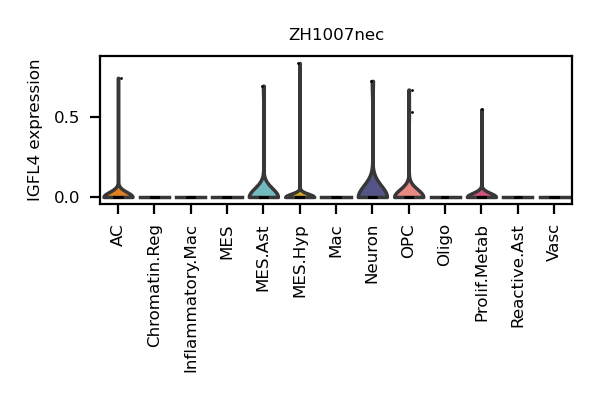 ZH1007nec
IGFL4 expression
0.5
0.0
AC
Chromatin.Reg
Inflammatory.Mac
MES
MES.Ast
MES.Hyp
Mac
Neuron
OPC
Oligo
Prolif.Metab
Reactive.Ast
Vasc